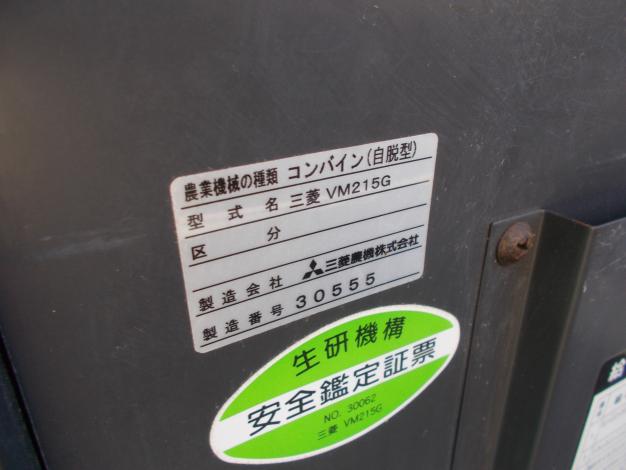 農業機械の種類 コンバイン(自脱型)
型式名 三菱 VM215G
区分
製造会社 三菱農機株式会社
製造番号 30555
生研機構
安全鑑定証票
NO. 30062
三菱 VM215G